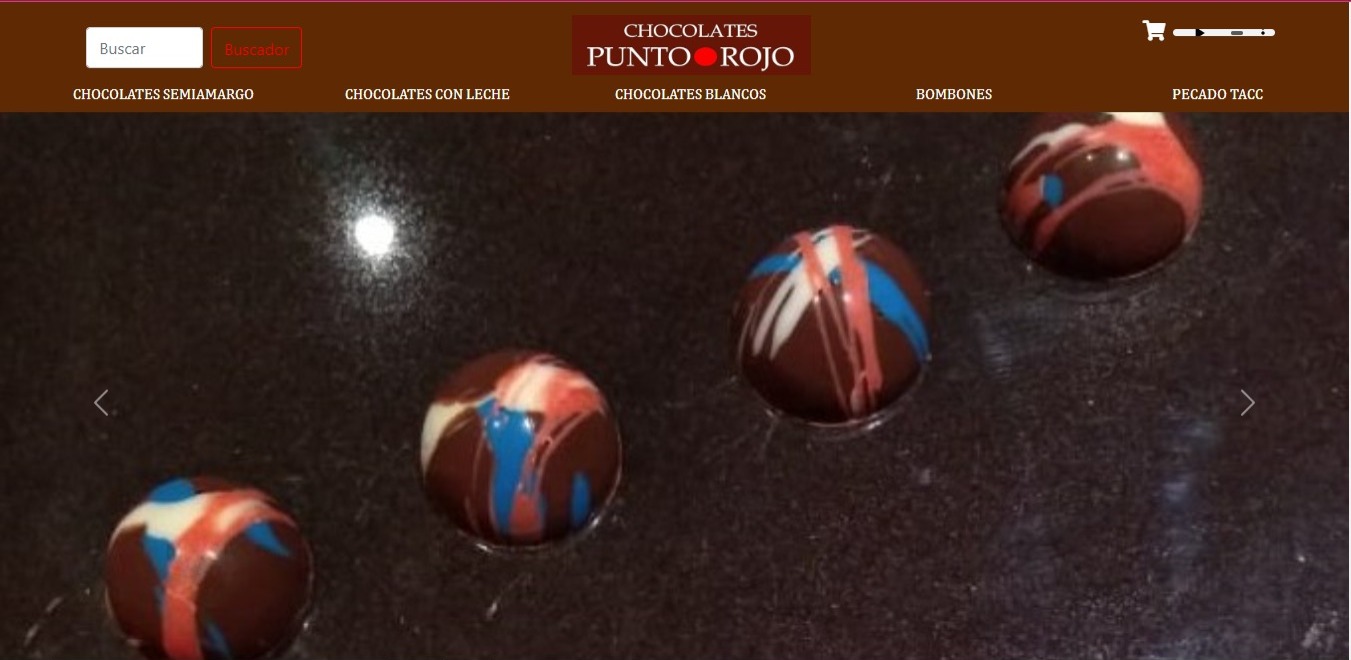 Buscar
Buscador
CHOCOLATES
PUNTO ROJO
CHOCOLATES SEMIAMARGO
CHOCOLATES CON LECHE
CHOCOLATES BLANCOS
BOMBONES
PECADO TACC